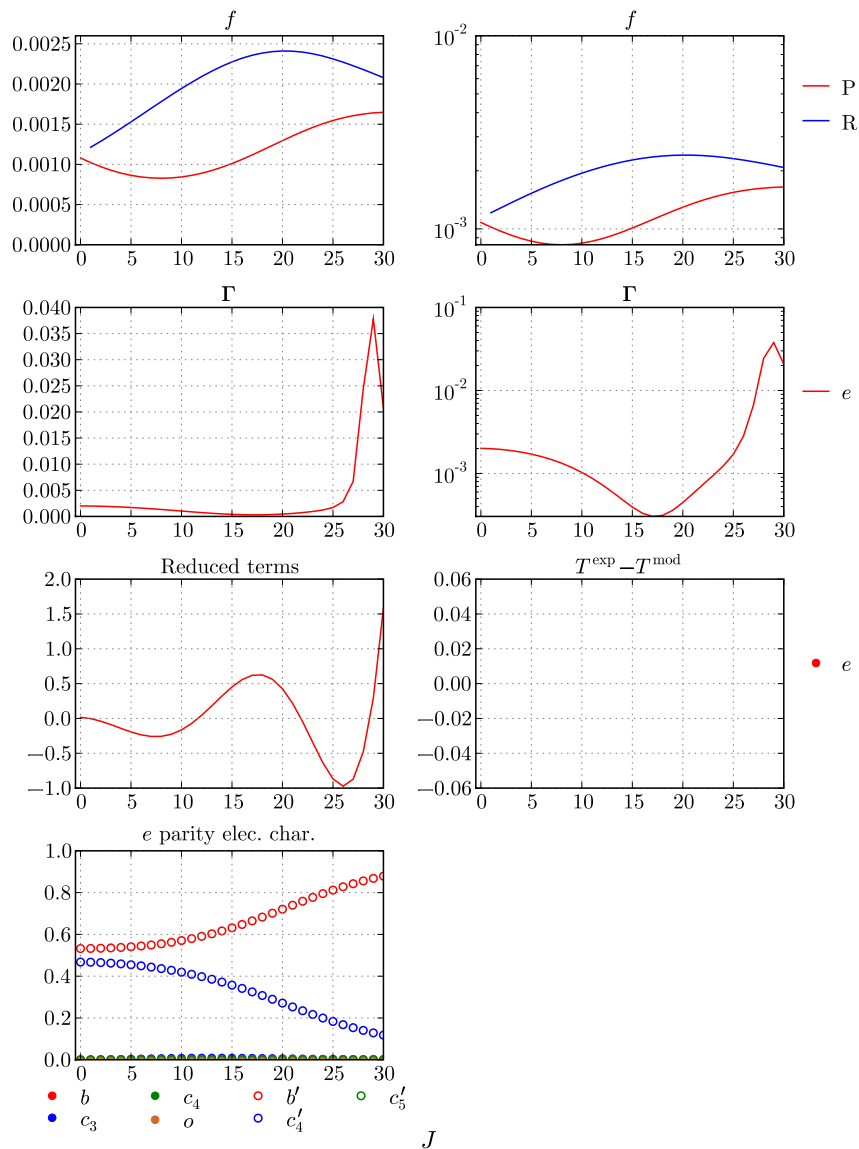 f
0.0025
0.0020
0.0015
0.0010
0.0005
0.0000
0 5 10 15 20 25 30
f
10⁻²
10⁻³
0 5 10 15 20 25 30
P
R
Γ
0.040
0.035
0.030
0.025
0.020
0.015
0.010
0.005
0.000
0 5 10 15 20 25 30
Γ
10⁻¹
10⁻²
10⁻³
0 5 10 15 20 25 30
e
Reduced terms
2.0
1.5
1.0
0.5
0.0
−0.5
−1.0
0 5 10 15 20 25 30
T^exp − T^mod
0.06
0.04
0.02
0.00
−0.02
−0.04
−0.06
0 5 10 15 20 25 30
e
e parity elec. char.
1.0
0.8
0.6
0.4
0.2
0.0
0 5 10 15 20 25 30
b c₄ b′ c′₅
c₃ o c′₄
J